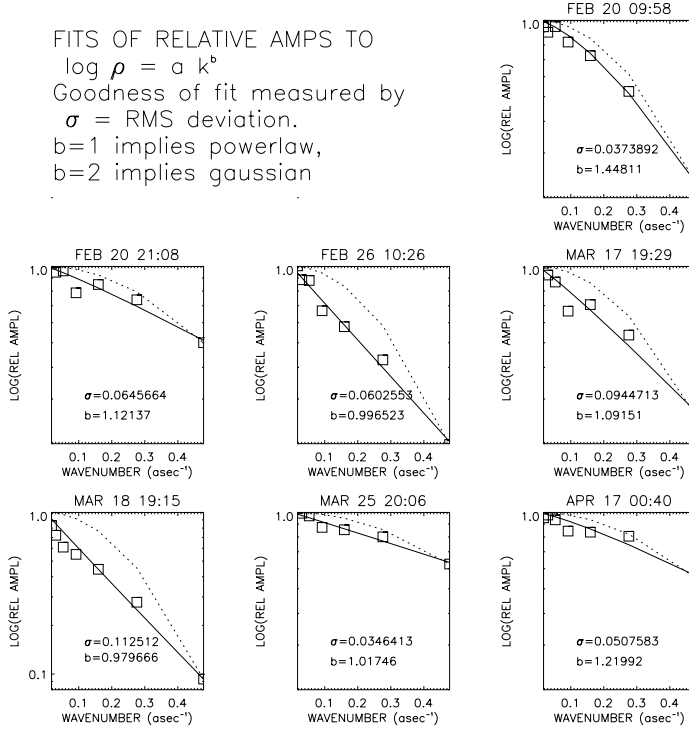 FITS OF RELATIVE AMPS TO
log ρ = a k^b
Goodness of fit measured by
σ = RMS deviation.
b=1 implies powerlaw,
b=2 implies gaussian
FEB 20 09:58
1.0
LOG(REL AMPL)
σ=0.0373892
b=1.44811
0.1 0.2 0.3 0.4
WAVENUMBER (asec⁻¹)
FEB 20 21:08
1.0
LOG(REL AMPL)
σ=0.0645664
b=1.12137
0.1 0.2 0.3 0.4
WAVENUMBER (asec⁻¹)
FEB 26 10:26
1.0
LOG(REL AMPL)
σ=0.0602553
b=0.996523
0.1 0.2 0.3 0.4
WAVENUMBER (asec⁻¹)
MAR 17 19:29
1.0
LOG(REL AMPL)
σ=0.0944713
b=1.09151
0.1 0.2 0.3 0.4
WAVENUMBER (asec⁻¹)
MAR 18 19:15
1.0
LOG(REL AMPL)
σ=0.112512
b=0.979666
0.1
0.1 0.2 0.3 0.4
WAVENUMBER (asec⁻¹)
MAR 25 20:06
1.0
LOG(REL AMPL)
σ=0.0346413
b=1.01746
0.1 0.2 0.3 0.4
WAVENUMBER (asec⁻¹)
APR 17 00:40
1.0
LOG(REL AMPL)
σ=0.0507583
b=1.21992
0.1 0.2 0.3 0.4
WAVENUMBER (asec⁻¹)